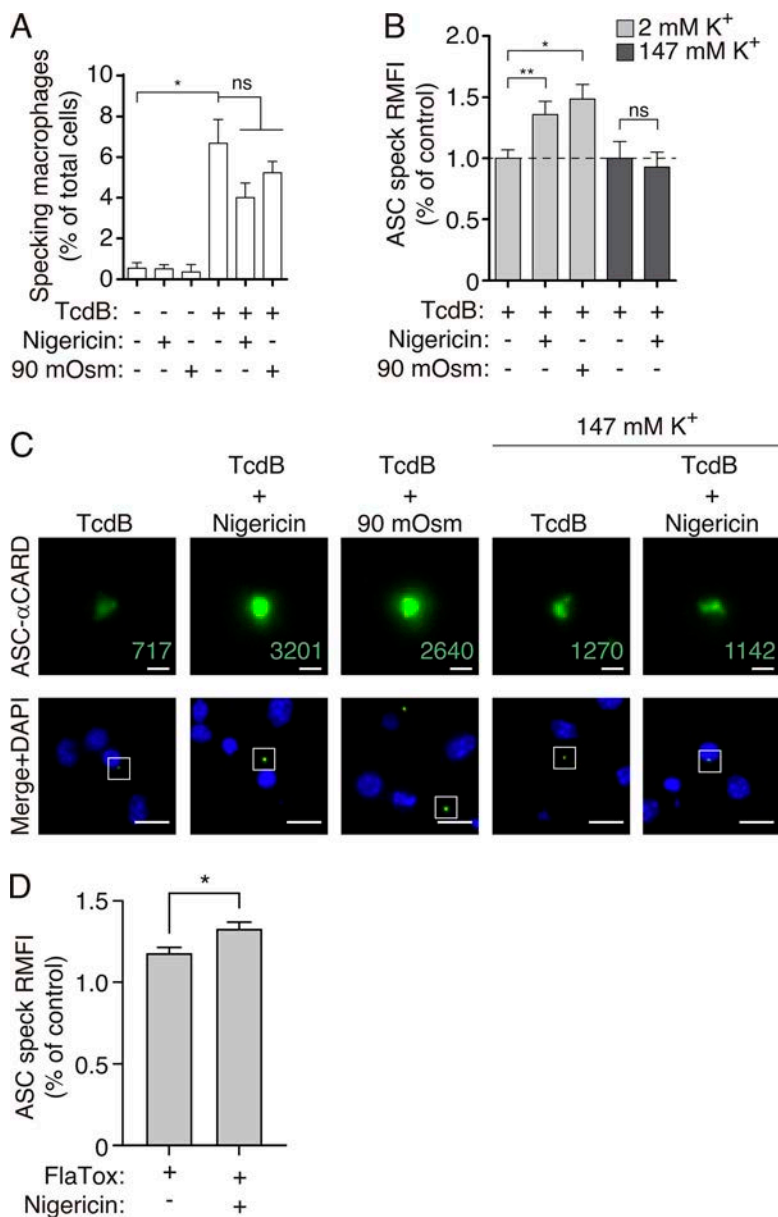 A
Specking macrophages
(% of total cells)
10
8
6
4
2
0
*
ns
TcdB: - - - + + +
Nigericin: - + - - + -
90 mOsm: - - + - - +
B
2 mM K+
147 mM K+
ASC speck RMFI
(% of control)
2.0
1.5
1.0
0.5
0
**
*
ns
TcdB: + + + + +
Nigericin: - + - - +
90 mOsm: - - + - -
C
147 mM K+
TcdB
TcdB
+
Nigericin
TcdB
+
90 mOsm
TcdB
TcdB
+
Nigericin
ASC-αCARD
717
3201
2640
1270
1142
Merge+DAPI
D
ASC speck RMFI
(% of control)
1.5
1.0
0.5
0
*
FlaTox: + +
Nigericin: - +